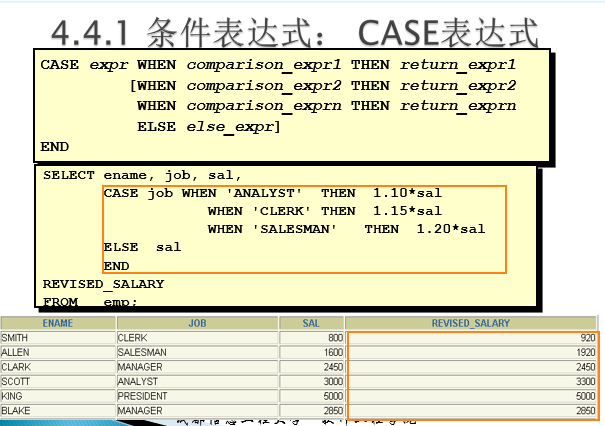 4.4.1 条件表达式： CASE表达式
CASE expr WHEN comparison_expr1 THEN return_expr1
[WHEN comparison_expr2 THEN return_expr2
WHEN comparison_exprn THEN return_exprn
ELSE else_expr]
END
SELECT ename, job, sal,
CASE job WHEN 'ANALYST' THEN 1.10*sal
WHEN 'CLERK' THEN 1.15*sal
WHEN 'SALESMAN' THEN 1.20*sal
ELSE sal
END
REVISED_SALARY
FROM emp;
ENAME JOB SAL REVISED_SALARY
SMITH CLERK 800 920
ALLEN SALESMAN 1600 1920
CLARK MANAGER 2450 2450
SCOTT ANALYST 3000 3300
KING PRESIDENT 5000 5000
BLAKE MANAGER 2850 2850